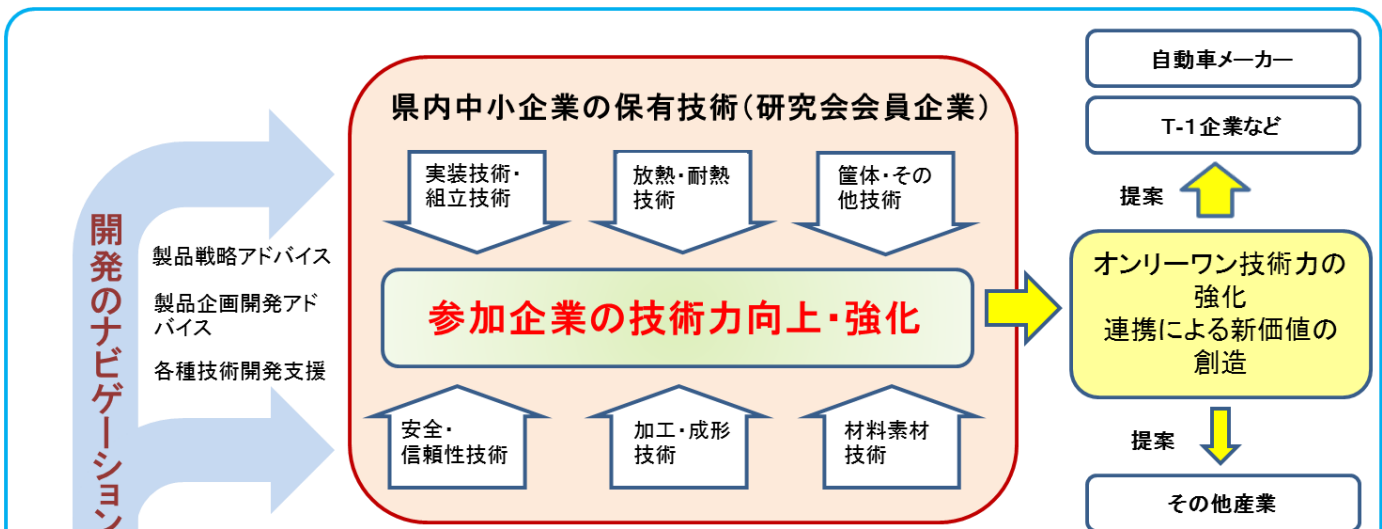 開発のナビゲーション
製品戦略アドバイス
製品企画開発アド
バイス
各種技術開発支援
県内中小企業の保有技術(研究会会員企業)
実装技術・
組立技術
放熱・耐熱
技術
筐体・その
他技術
参加企業の技術力向上・強化
安全・
信頼性技術
加工・成形
技術
材料素材
技術
自動車メーカー
T-1企業など
提案
オンリーワン技術力の
強化
連携による新価値の
創造
提案
その他産業